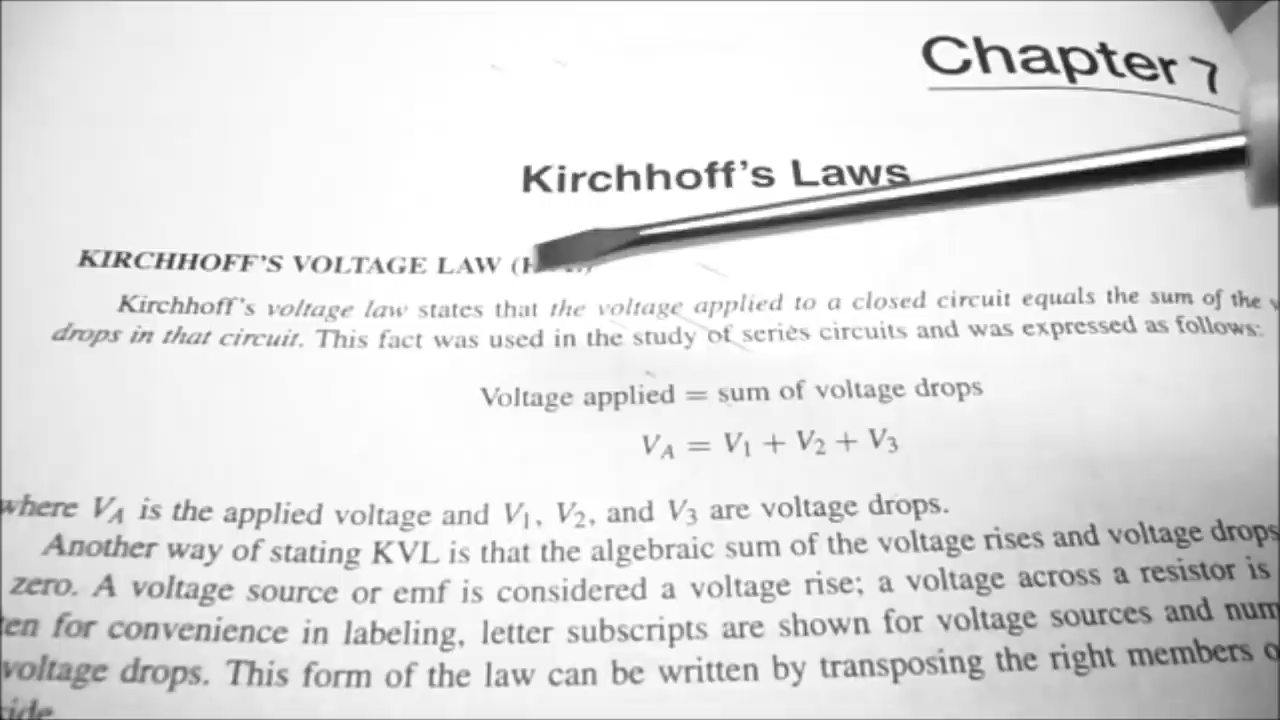 Chapter 7
Kirchhoff's Laws
KIRCHHOFF'S VOLTAGE LAW
Kirchhoff's voltage law states that the voltage applied to a closed circuit equals the sum of the
drops in that circuit. This fact was used in the study of series circuits and was expressed as follows:
Voltage applied = sum of voltage drops
V_A = V_1 + V_2 + V_3
where V_A is the applied voltage and V_1, V_2, and V_3 are voltage drops.
Another way of stating KVL is that the algebraic sum of the voltage rises and voltage drops
zero. A voltage source or emf is considered a voltage rise; a voltage across a resistor is
for convenience in labeling, letter subscripts are shown for voltage sources and
voltage drops. This form of the law can be written by transposing the right members